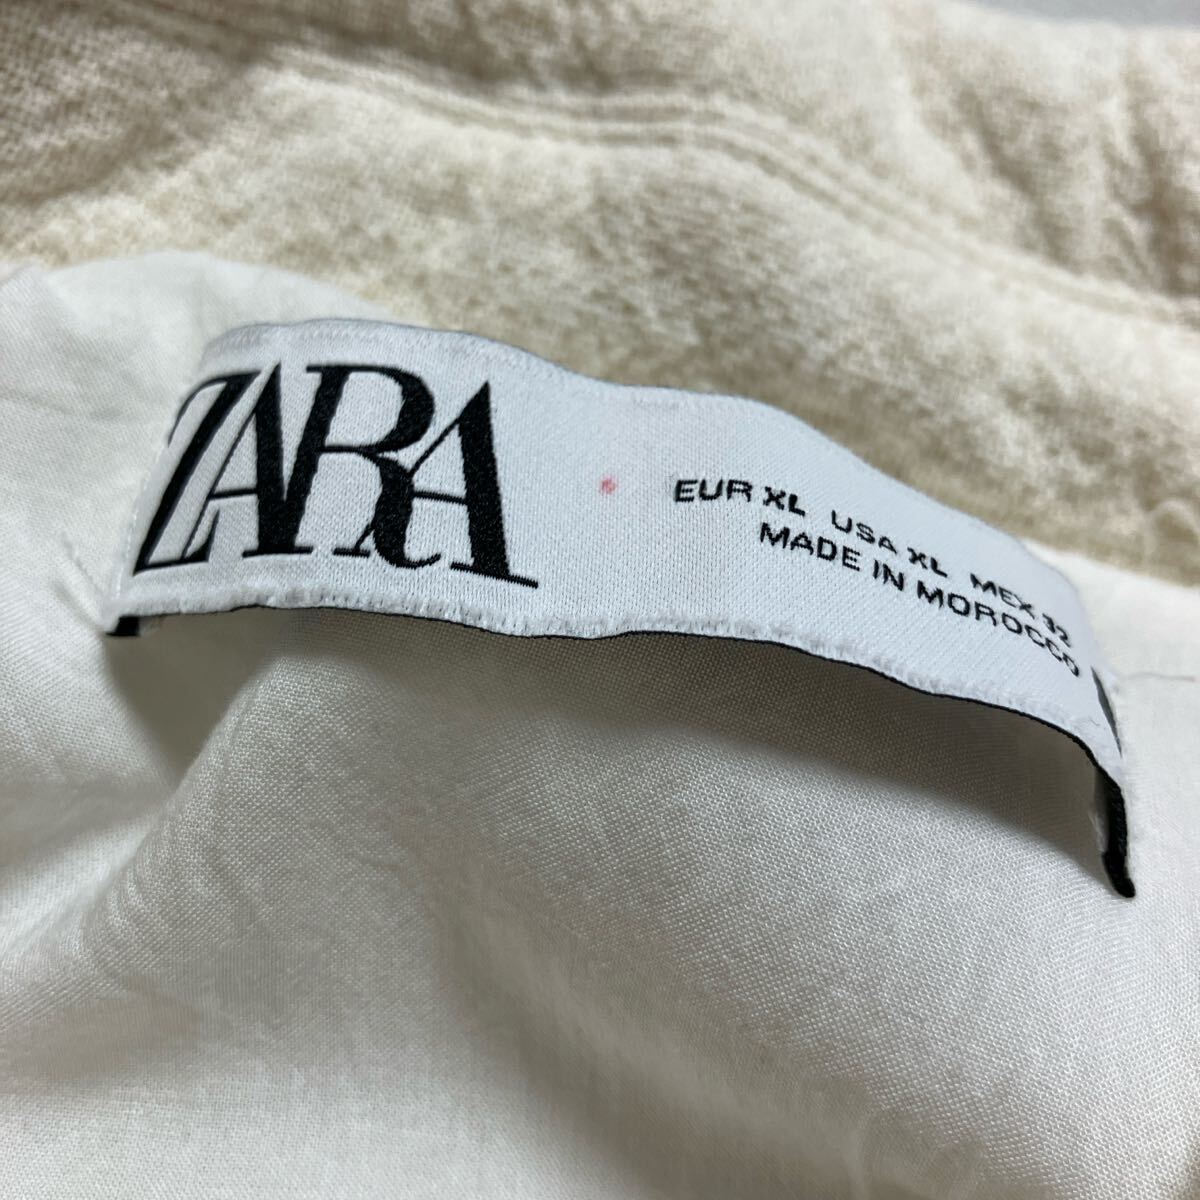 ZARA
EUR XL USA XL MEX 32
MADE IN MOROCCO